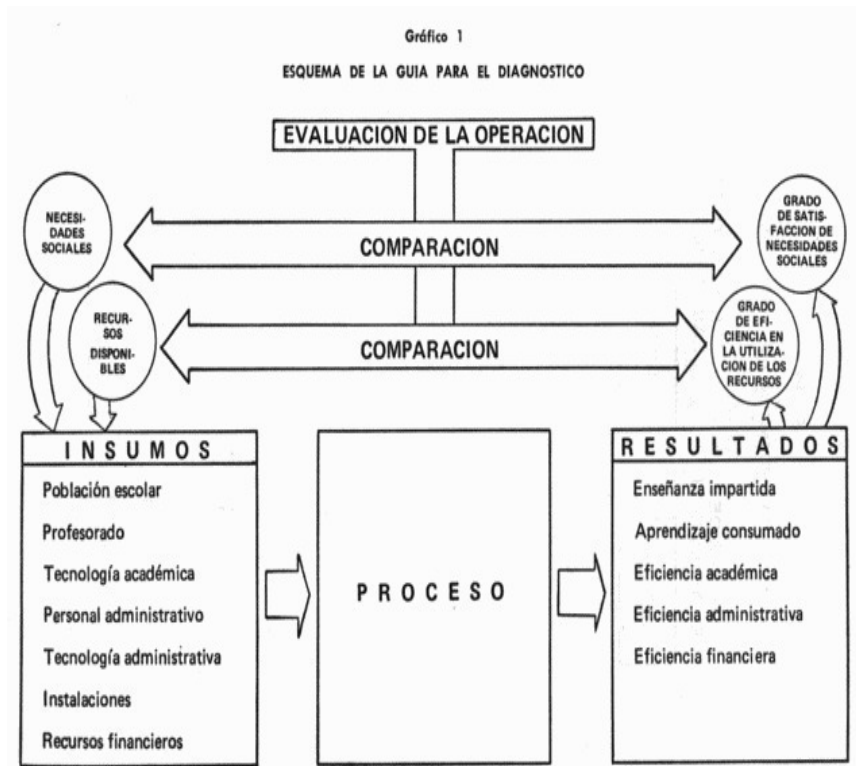 Gráfico 1
ESQUEMA DE LA GUIA PARA EL DIAGNOSTICO
EVALUACION DE LA OPERACION
NECESI-
DADES
SOCIALES
COMPARACION
GRADO
DE SATIS-
FACCION DE
NECESIDADES
SOCIALES
RECUR-
SOS
DISPONI-
BLES
COMPARACION
GRADO
DE EFI-
CIENCIA EN
LA UTILIZA-
CION DE LOS
RECURSOS
INSUMOS
Población escolar
Profesorado
Tecnología académica
Personal administrativo
Tecnología administrativa
Instalaciones
Recursos financieros
PROCESO
RESULTADOS
Enseñanza impartida
Aprendizaje consumado
Eficiencia académica
Eficiencia administrativa
Eficiencia financiera